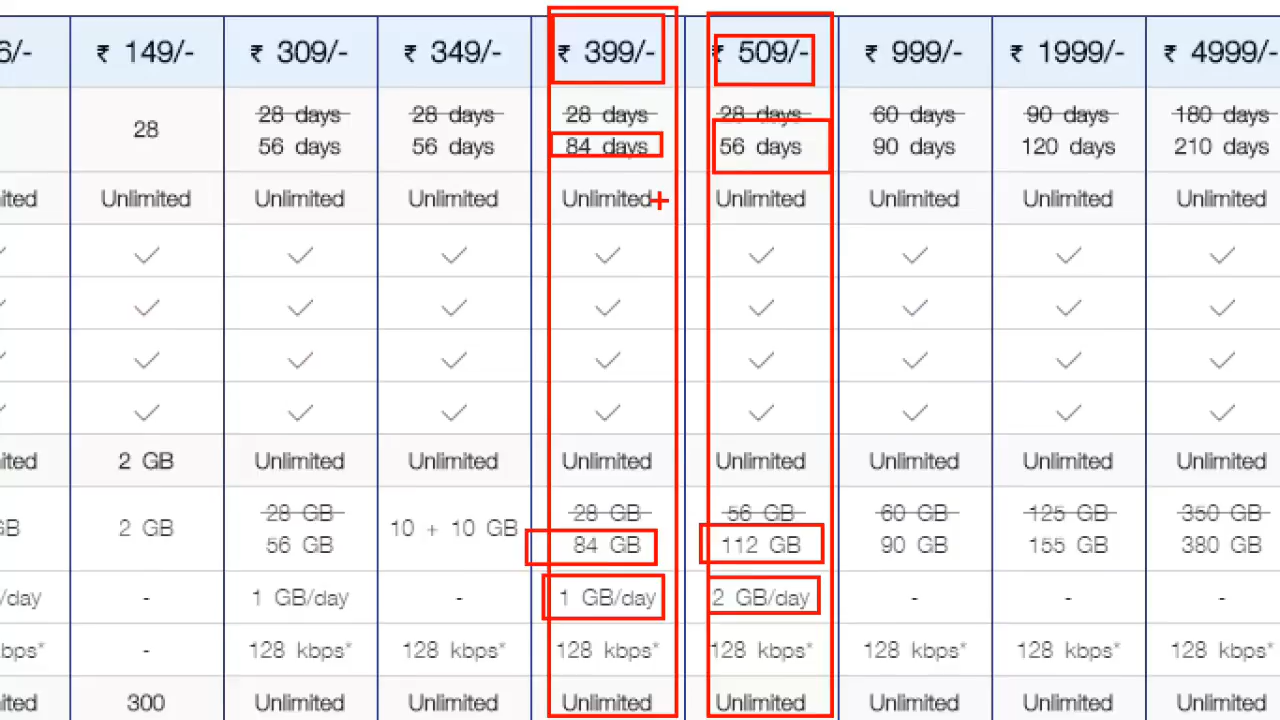 6/- ₹ 149/- ₹ 309/- ₹ 349/- ₹ 399/- ₹ 509/- ₹ 999/- ₹ 1999/- ₹ 4999/-
28 days 28 days 28 days 28 days 60 days 90 days 180 days
28
56 days 56 days 84 days 56 days 90 days 120 days 210 days
ited Unlimited Unlimited Unlimited Unlimited+ Unlimited Unlimited Unlimited Unlimited
ited 2 GB Unlimited Unlimited Unlimited Unlimited Unlimited Unlimited Unlimited
28 GB 28 GB 56 GB 60 GB 125 GB 350 GB
GB 2 GB 10 + 10 GB
56 GB 84 GB 112 GB 90 GB 155 GB 380 GB
/day - 1 GB/day - 1 GB/day 2 GB/day - - -
bps* - 128 kbps* 128 kbps* 128 kbps* 128 kbps* 128 kbps* 128 kbps* 128 kbps*
ited 300 Unlimited Unlimited Unlimited Unlimited Unlimited Unlimited Unlimited